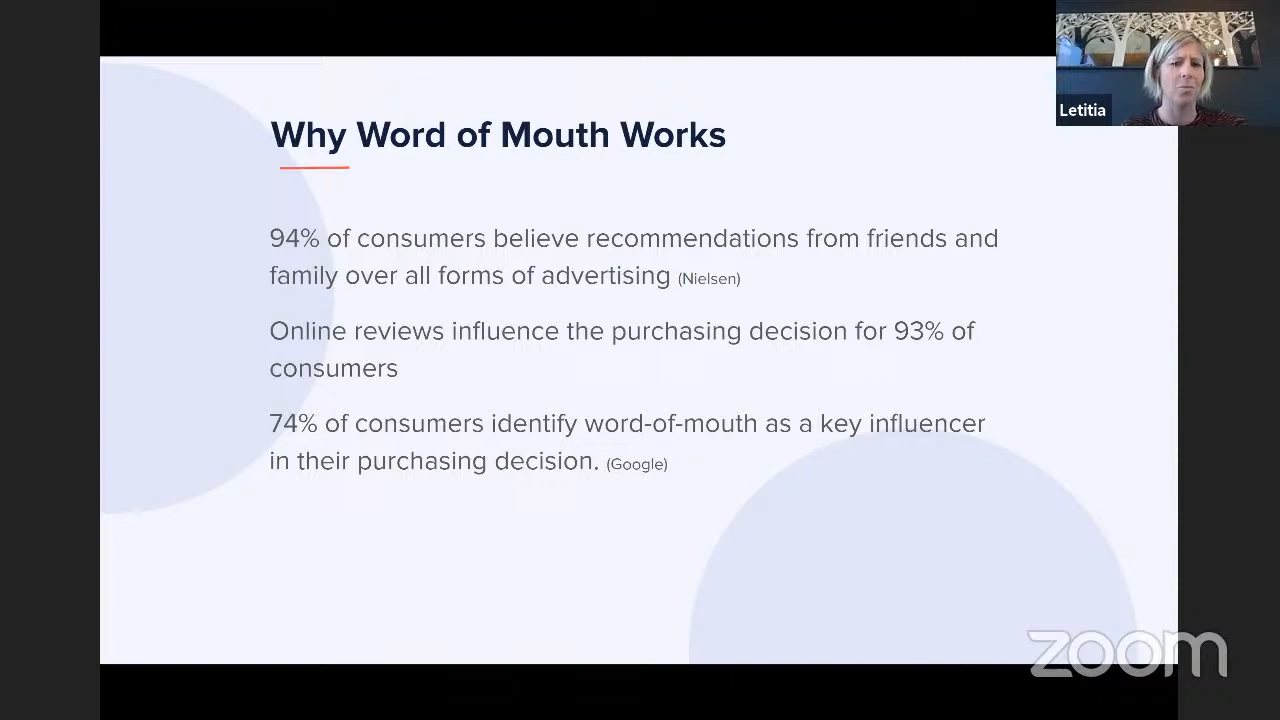 Letitia
Why Word of Mouth Works
94% of consumers believe recommendations from friends and
family over all forms of advertising (Nielsen)
Online reviews influence the purchasing decision for 93% of
consumers
74% of consumers identify word-of-mouth as a key influencer
in their purchasing decision. (Google)
zoom